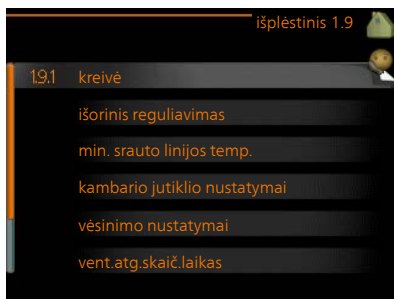 išplėstinis 1.9
1.9.1 kreivė
išorinis reguliavimas
min. srauto linijos temp.
kambario jutiklio nustatymai
vėsinimo nustatymai
vent.atg.skaič.laikas